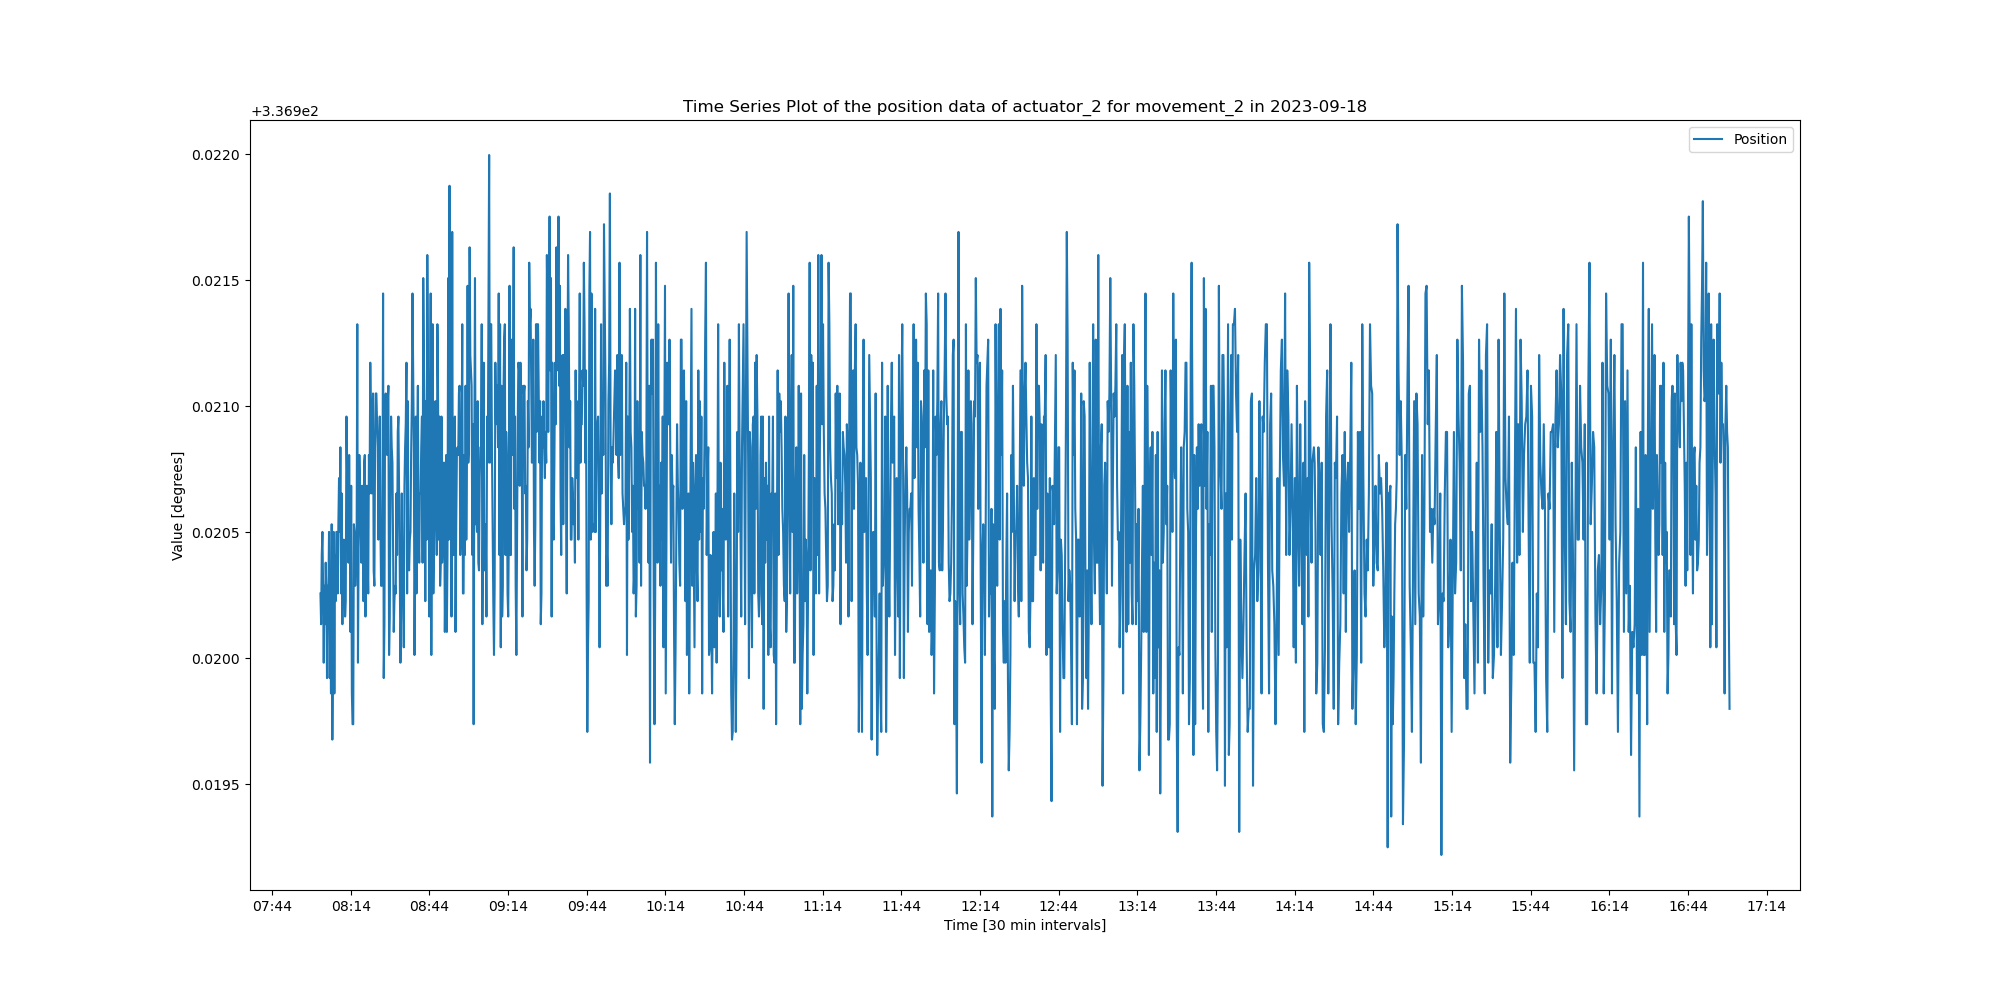 Time Series Plot of the position data of actuator_2 for movement_2 in 2023-09-18
+3.369e2
Position
0.0220
0.0215
0.0210
0.0205
0.0200
0.0195
Value [degrees]
07:44 08:14 08:44 09:14 09:44 10:14 10:44 11:14 11:44 12:14 12:44 13:14 13:44 14:14 14:44 15:14 15:44 16:14 16:44 17:14
Time [30 min intervals]